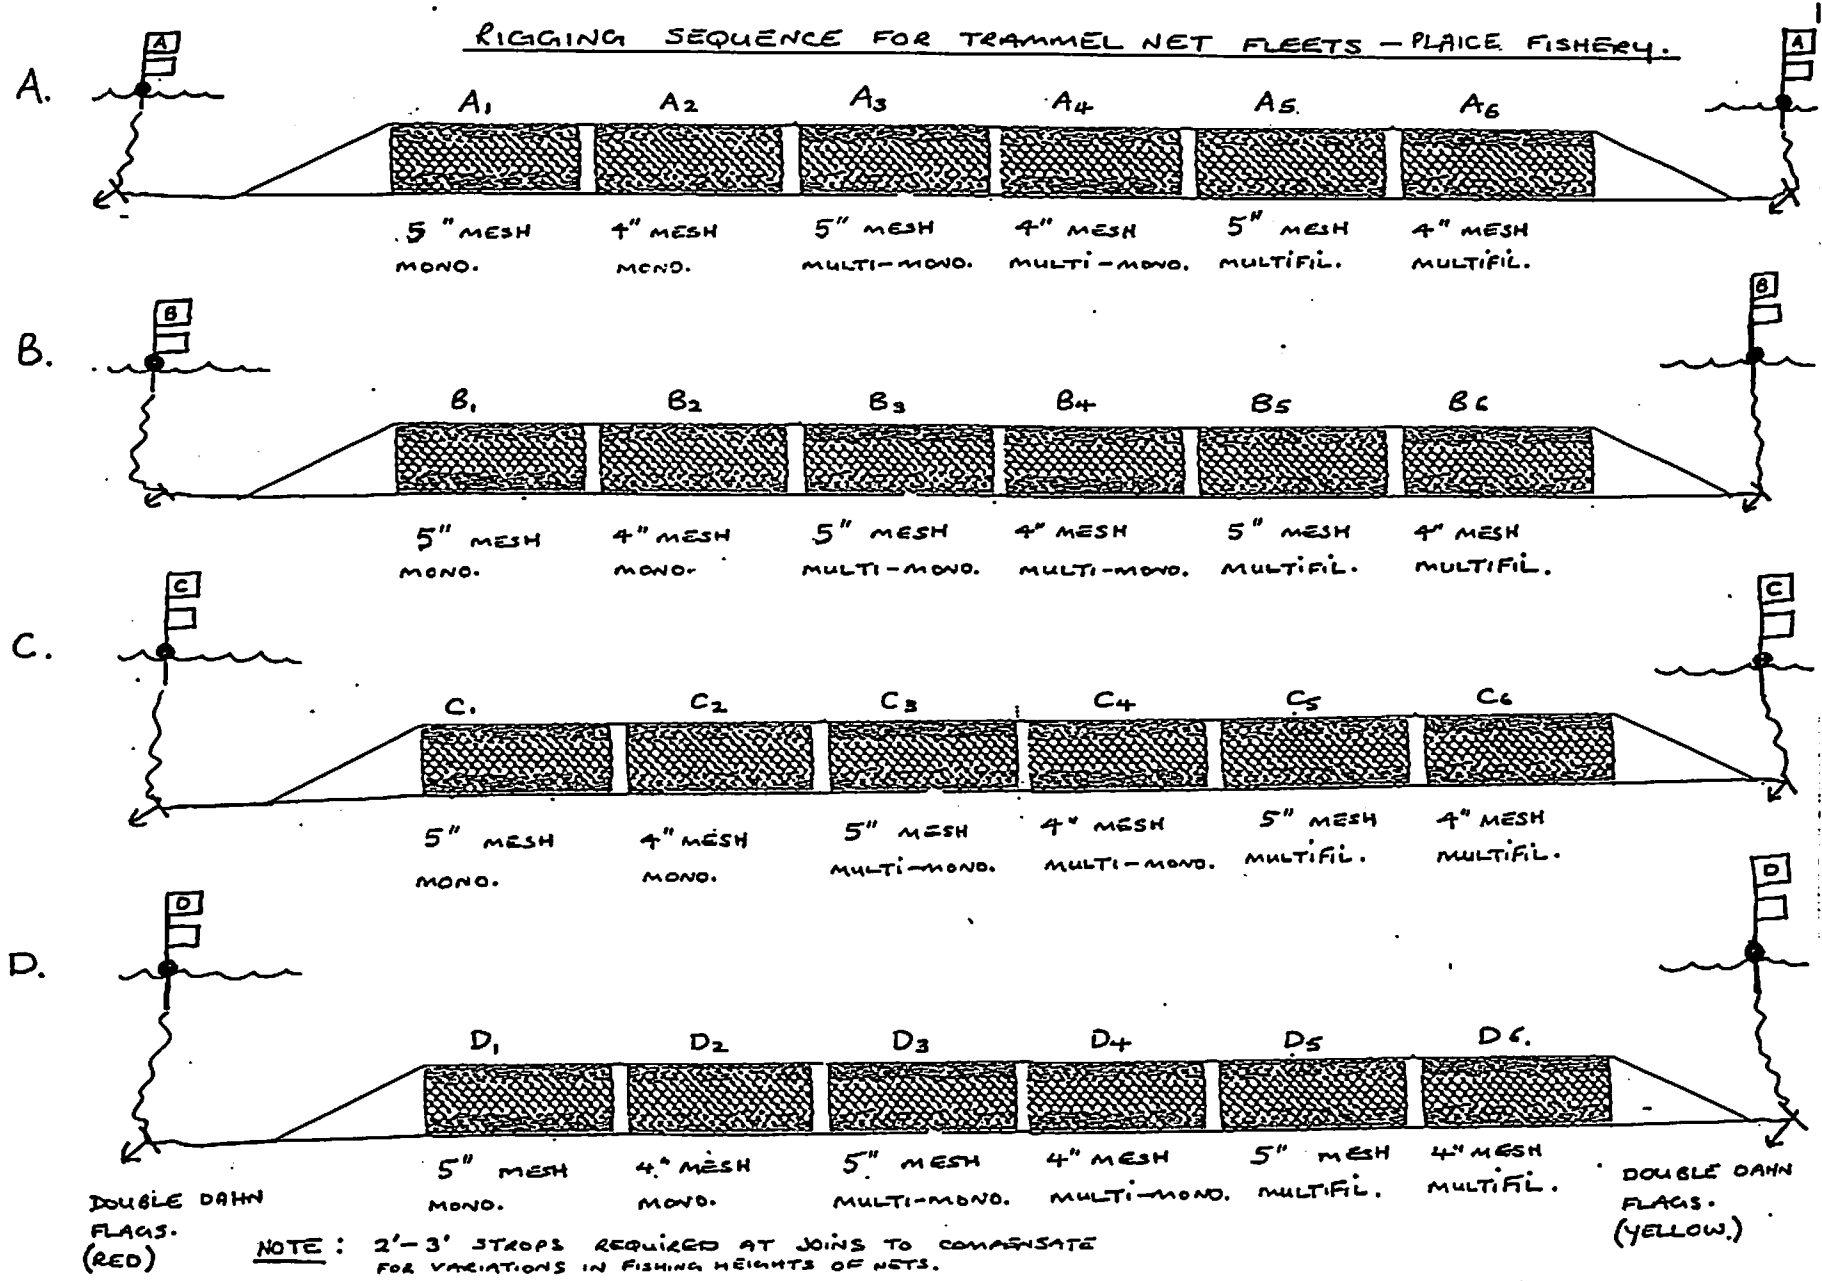 RIGGING SEQUENCE FOR TRAMMEL NET FLEETS - PLAICE FISHERY.
A.
A
A
A1 A2 A3 A4 A5 A6
5" MESH 4" MESH 5" MESH 4" MESH 5" MESH 4" MESH
MONO. MONO. MULTI-MONO. MULTI-MONO. MULTIFIL. MULTIFIL.
B.
B
B
B1 B2 B3 B4 B5 B6
5" MESH 4" MESH 5" MESH 4" MESH 5" MESH 4" MESH
MONO. MONO. MULTI-MONO. MULTI-MONO. MULTIFIL. MULTIFIL.
C.
C
C
C1 C2 C3 C4 C5 C6
5" MESH 4" MESH 5" MESH 4" MESH 5" MESH 4" MESH
MONO. MONO. MULTI-MONO. MULTI-MONO. MULTIFIL. MULTIFIL.
D.
D
D
D1 D2 D3 D4 D5 D6.
5" MESH 4" MESH 5" MESH 4" MESH 5" MESH 4" MESH
MONO. MONO. MULTI-MONO. MULTI-MONO. MULTIFIL. MULTIFIL.
DOUBLE DAHN
FLAGS.
(RED)
DOUBLE DAHN
FLAGS.
(YELLOW.)
NOTE: 2'-3' STROPS REQUIRED AT JOINS TO COMPENSATE
FOR VARIATIONS IN FISHING HEIGHTS OF NETS.